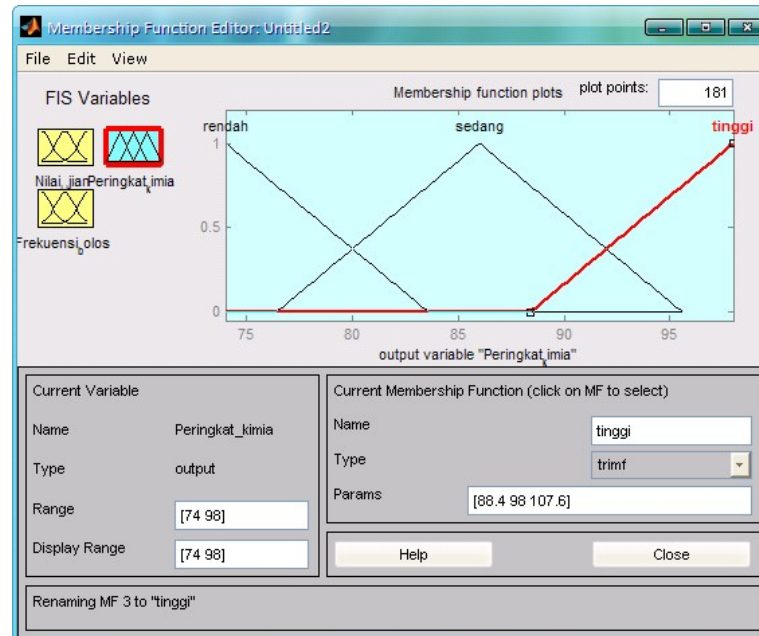 Membership Function Editor: Untitled2
File Edit View
FIS Variables
Nilai_ujian
Peringkat_kimia
Frekuensi_bolos
Membership function plots
plot points:
181
rendah
sedang
tinggi
1
0.5
0
75
80
85
90
95
output variable "Peringkat_kimia"
Current Variable
Name
Peringkat_kimia
Type
output
Range
[74 98]
Display Range
[74 98]
Current Membership Function (click on MF to select)
Name
tinggi
Type
trimf
Params
[88.4 98 107.6]
Help
Close
Renaming MF 3 to "tinggi"